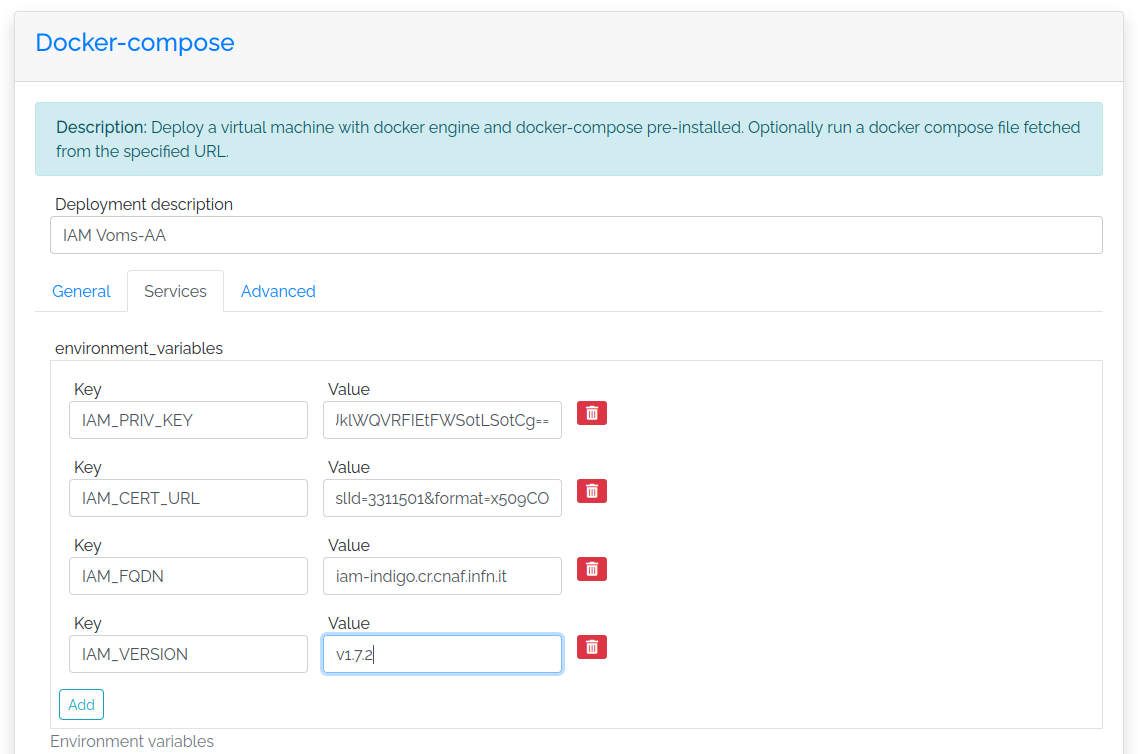 Docker-compose
Description: Deploy a virtual machine with docker engine and docker-compose pre-installed. Optionally run a docker compose file fetched
from the specified URL.
Deployment description
IAM Voms-AA
General Services Advanced
environment_variables
Key Value
IAM_PRIV_KEY JklWQVRFIEtFWS0tLS0tCg==
Key Value
IAM_CERT_URL slId=3311501&format=x509CO
Key Value
IAM_FQDN iam-indigo.cr.cnaf.infn.it
Key Value
IAM_VERSION v1.7.2
Add
Environment variables